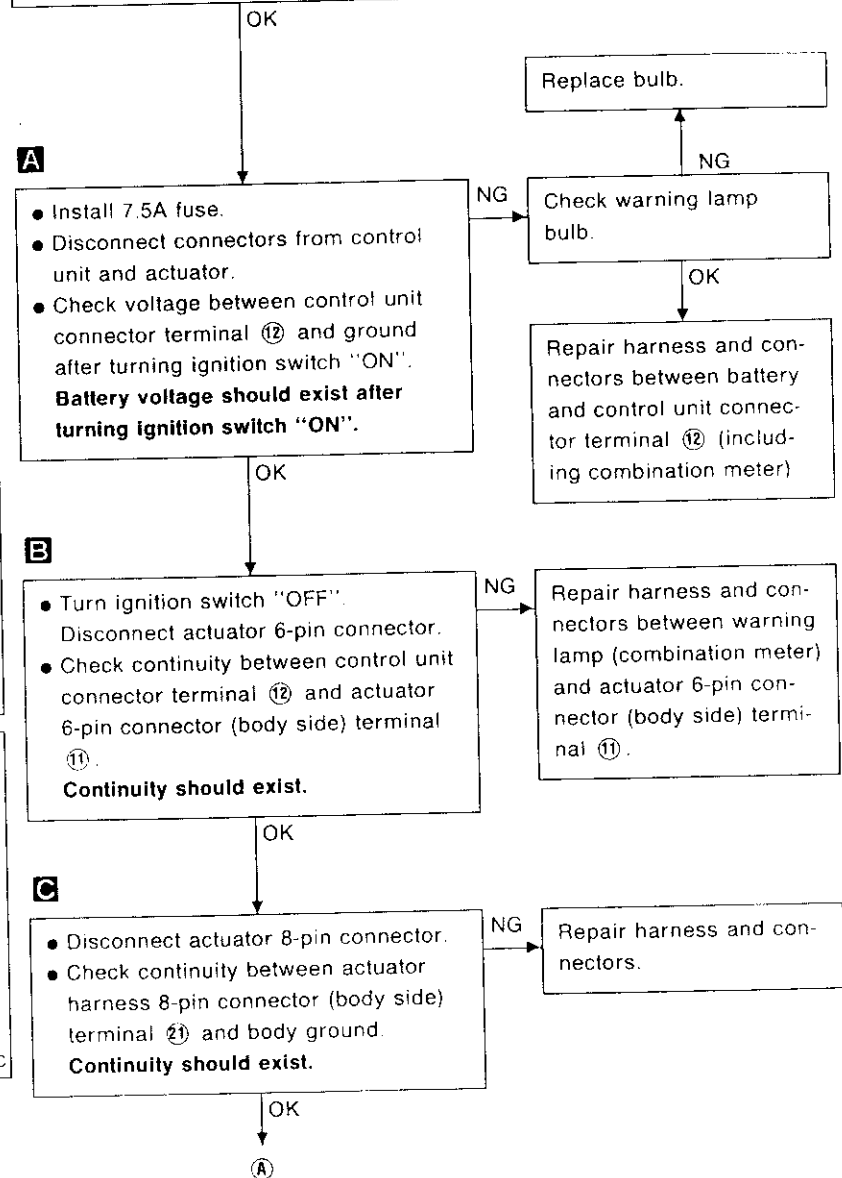 OK
Replace bulb.
NG
A
• Install 7.5A fuse.
• Disconnect connectors from control
unit and actuator.
• Check voltage between control unit
connector terminal ⑫ and ground
after turning ignition switch "ON".
Battery voltage should exist after
turning ignition switch "ON".
NG
Check warning lamp
bulb.
OK
Repair harness and con-
nectors between battery
and control unit connec-
tor terminal ⑫ (includ-
ing combination meter)
OK
B
• Turn ignition switch "OFF".
Disconnect actuator 6-pin connector.
• Check continuity between control unit
connector terminal ⑫ and actuator
6-pin connector (body side) terminal
⑪.
Continuity should exist.
NG
Repair harness and con-
nectors between warning
lamp (combination meter)
and actuator 6-pin con-
nector (body side) termi-
nal ⑪.
OK
C
• Disconnect actuator 8-pin connector.
• Check continuity between actuator
harness 8-pin connector (body side)
terminal ㉑ and body ground.
Continuity should exist.
NG
Repair harness and con-
nectors.
C
OK
Ⓐ